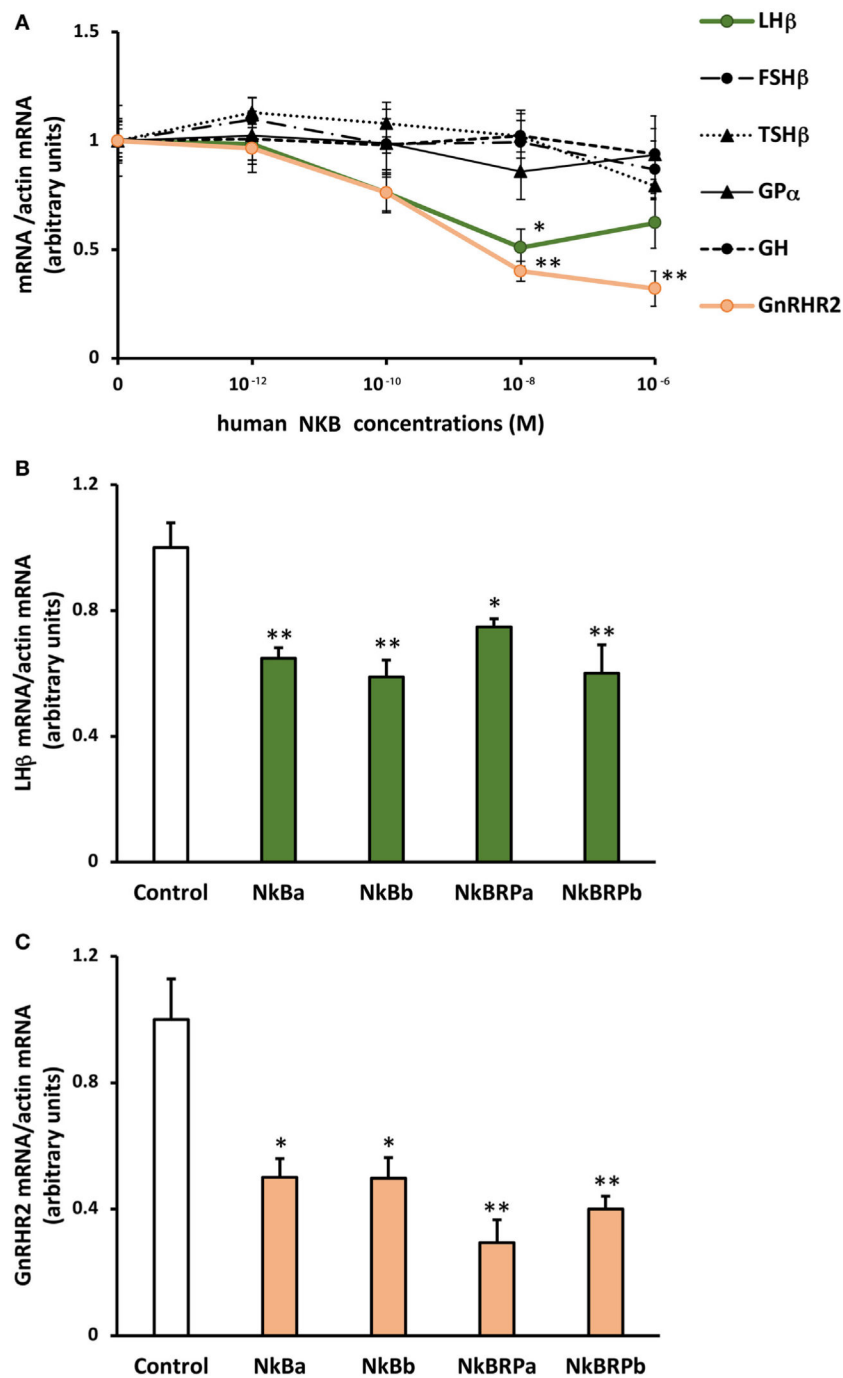 A
mRNA /actin mRNA
(arbitrary units)
1.5
1
0.5
0
*
**
**
0
10⁻¹²
10⁻¹⁰
10⁻⁸
10⁻⁶
human NKB concentrations (M)
LHβ
FSHβ
TSHβ
GPα
GH
GnRHR2
B
LHβ mRNA/actin mRNA
(arbitrary units)
1.2
0.8
0.4
0
**
**
*
**
Control
NkBa
NkBb
NkBRPa
NkBRPb
C
GnRHR2 mRNA/actin mRNA
(arbitrary units)
1.2
0.8
0.4
0
*
*
**
**
Control
NkBa
NkBb
NkBRPa
NkBRPb